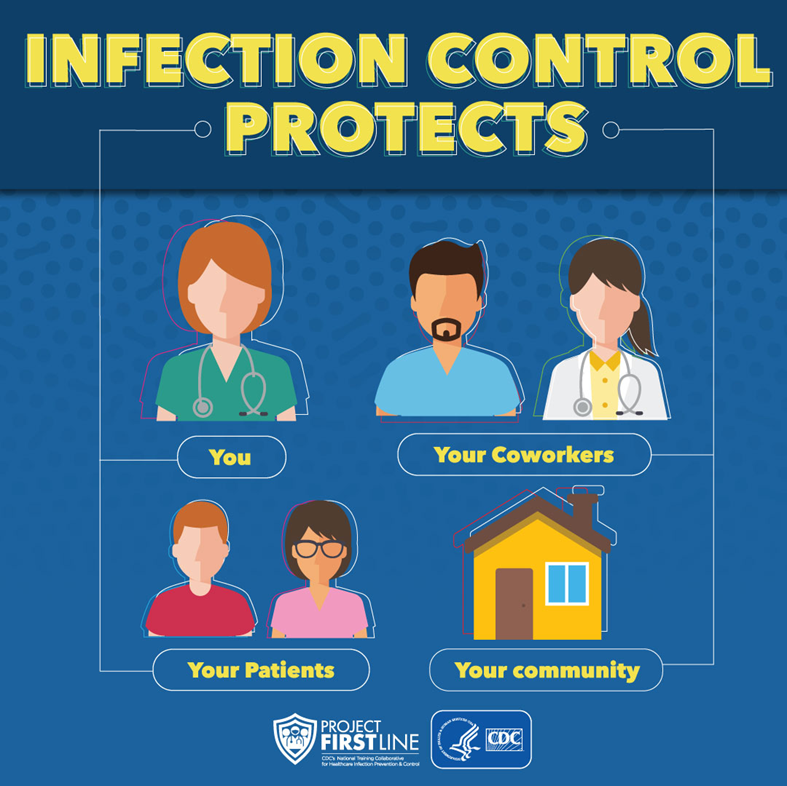 INFECTION CONTROL
PROTECTS
You
Your Coworkers
Your Patients
Your community
PROJECT
FIRSTLINE
CDC's National Training Collaborative
for Healthcare Infection Prevention & Control
CDC